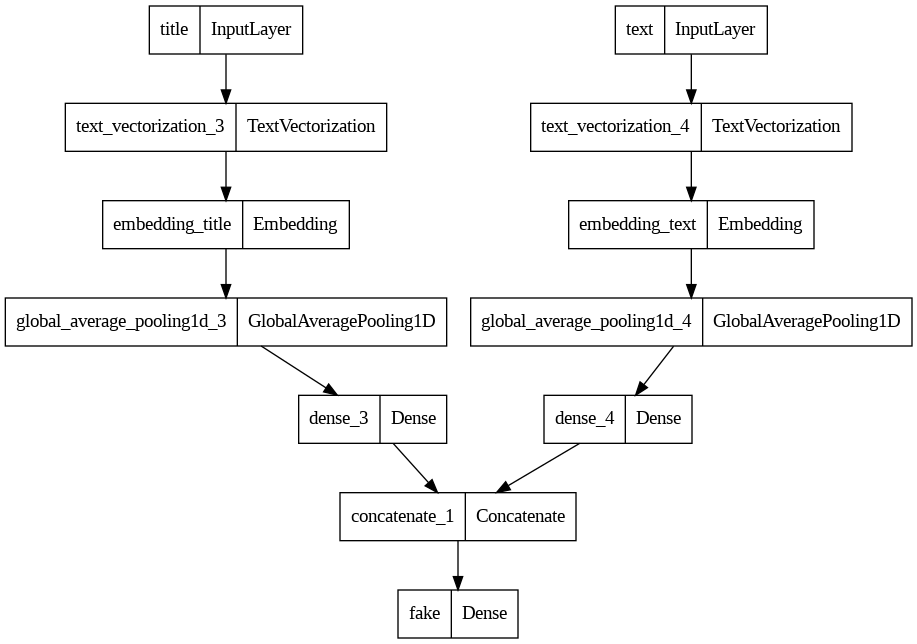 title InputLayer
text InputLayer
text_vectorization_3 TextVectorization
text_vectorization_4 TextVectorization
embedding_title Embedding
embedding_text Embedding
global_average_pooling1d_3 GlobalAveragePooling1D
global_average_pooling1d_4 GlobalAveragePooling1D
dense_3 Dense
dense_4 Dense
concatenate_1 Concatenate
fake Dense